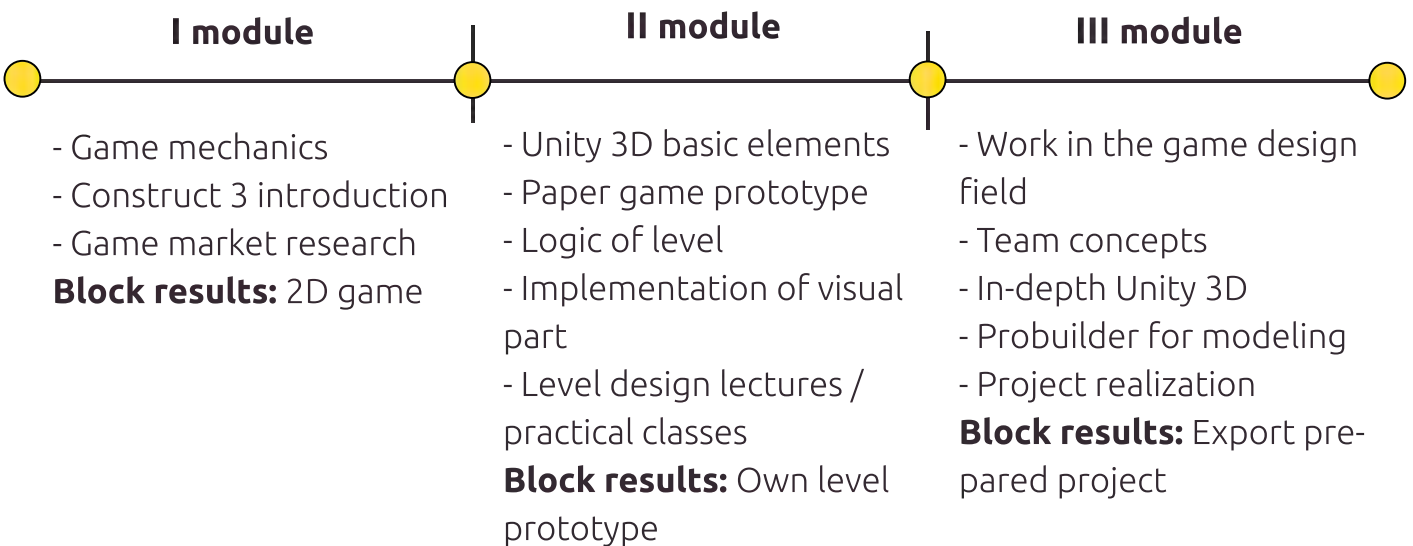 I module
- Game mechanics
- Construct 3 introduction
- Game market research
Block results: 2D game
II module
- Unity 3D basic elements
- Paper game prototype
- Logic of level
- Implementation of visual
part
- Level design lectures /
practical classes
Block results: Own level
prototype
III module
- Work in the game design
field
- Team concepts
- In-depth Unity 3D
- Probuilder for modeling
- Project realization
Block results: Export pre-
pared project